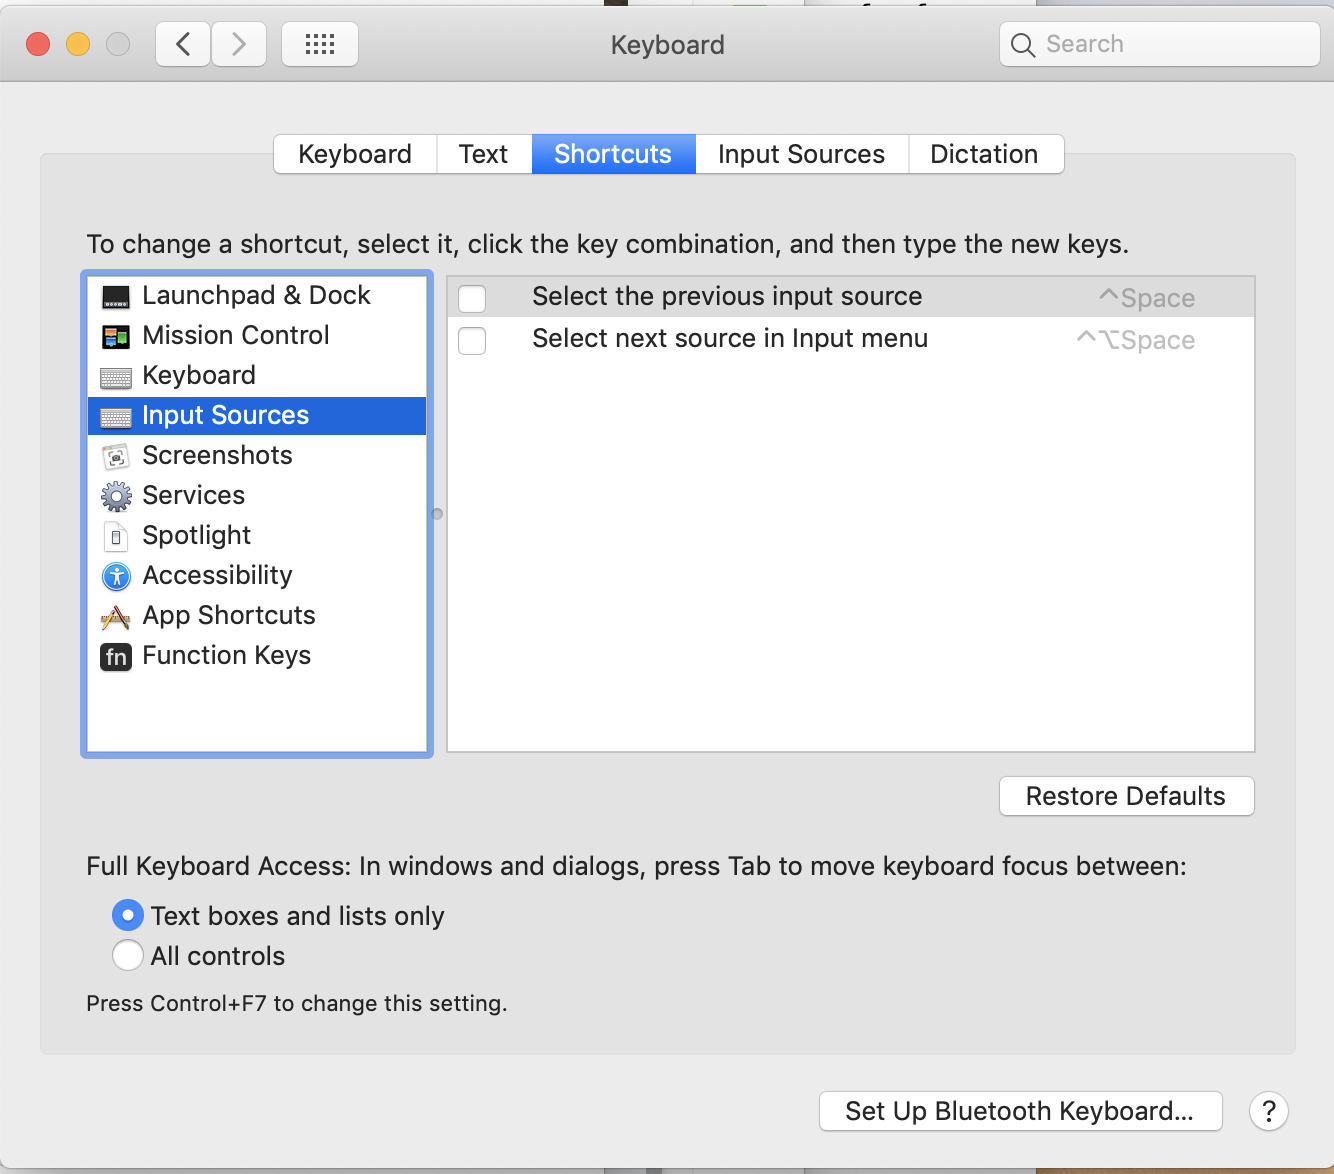 Keyboard
Search
Keyboard Text Shortcuts Input Sources Dictation
To change a shortcut, select it, click the key combination, and then type the new keys.
Launchpad & Dock
Mission Control
Keyboard
Input Sources
Screenshots
Services
Spotlight
Accessibility
App Shortcuts
fn Function Keys
Select the previous input source ^Space
Select next source in Input menu ^⌥Space
Restore Defaults
Full Keyboard Access: In windows and dialogs, press Tab to move keyboard focus between:
Text boxes and lists only
All controls
Press Control+F7 to change this setting.
Set Up Bluetooth Keyboard... ?